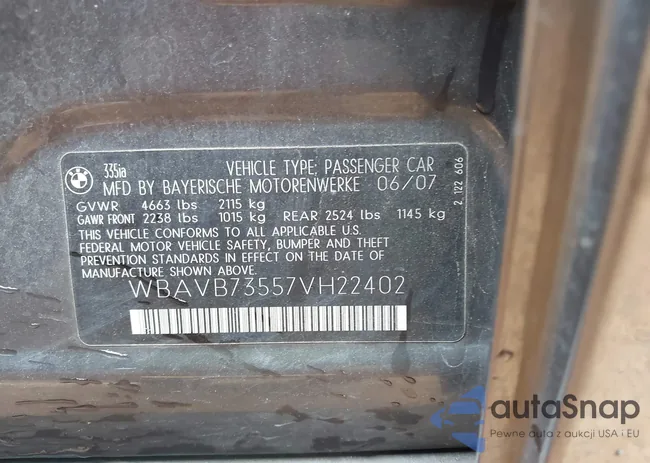 335ia VEHICLE TYPE: PASSENGER CAR
MFD BY BAYERISCHE MOTORENWERKE 06/07
GVWR 4663 lbs 2115 kg
GAWR FRONT 2238 lbs 1015 kg REAR 2524 lbs 1145 kg
THIS VEHICLE CONFORMS TO ALL APPLICABLE U.S.
FEDERAL MOTOR VEHICLE SAFETY, BUMPER AND THEFT
PREVENTION STANDARDS IN EFFECT ON THE DATE OF
MANUFACTURE SHOWN ABOVE.
WBAVB73557VH22402
2 122 606
BMW
autaSnap
Pewne auta z aukcji USA i EU